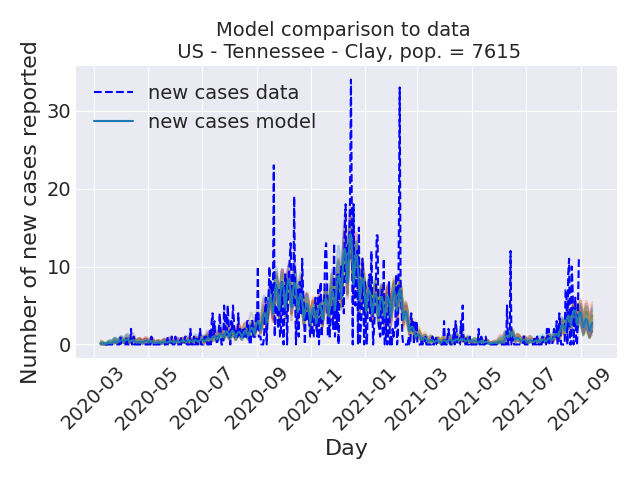 Model comparison to data
US - Tennessee - Clay, pop. = 7615
Number of new cases reported
30
20
10
0
new cases data
new cases model
2020-03
2020-05
2020-07
2020-09
2020-11
2021-01
2021-03
2021-05
2021-07
2021-09
Day